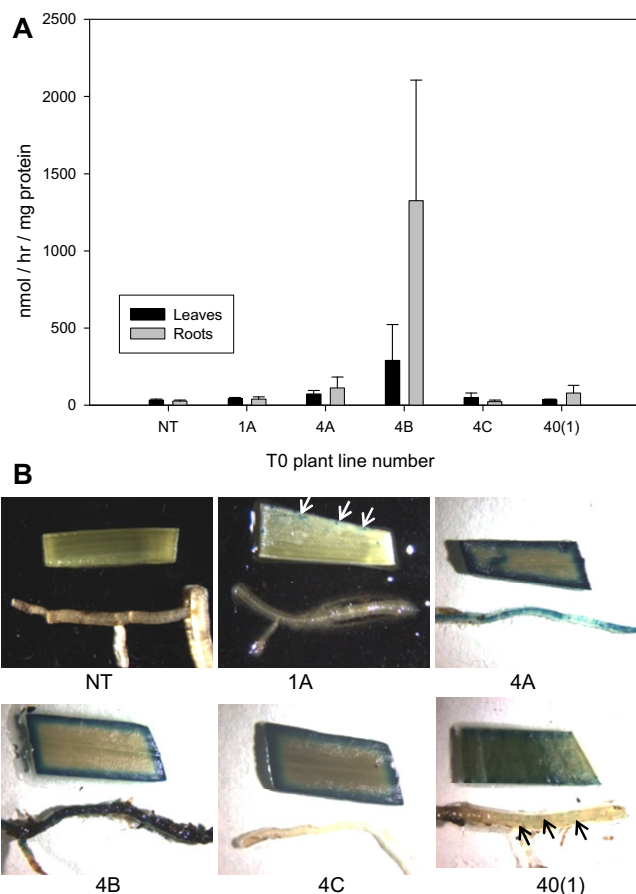 A
2500
2000
1500
1000
500
0
nmol / hr / mg protein
Leaves
Roots
NT 1A 4A 4B 4C 40(1)
T0 plant line number
B
NT 1A 4A
4B 4C 40(1)